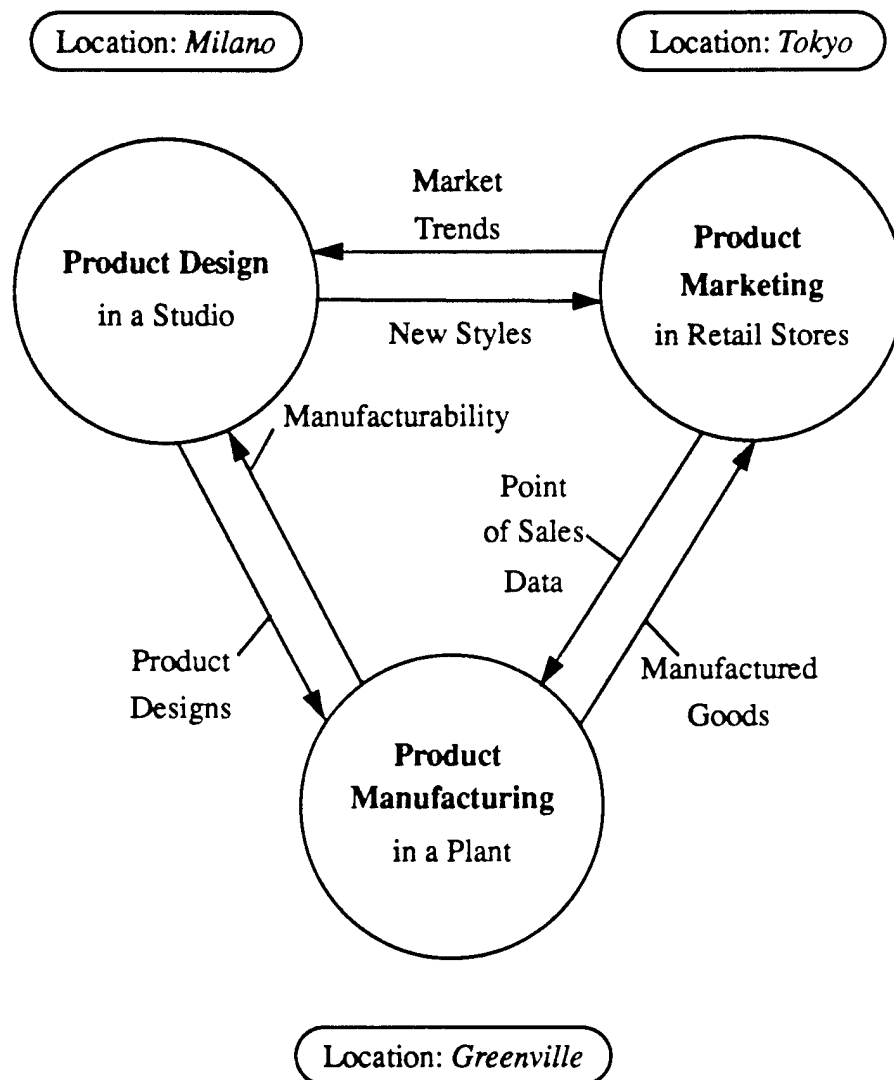 Location: Milano
Location: Tokyo
Market
Trends
Product Design
in a Studio
Product
Marketing
in Retail Stores
New Styles
Manufacturability
Point
of Sales
Data
Product
Designs
Manufactured
Goods
Product
Manufacturing
in a Plant
Location: Greenville